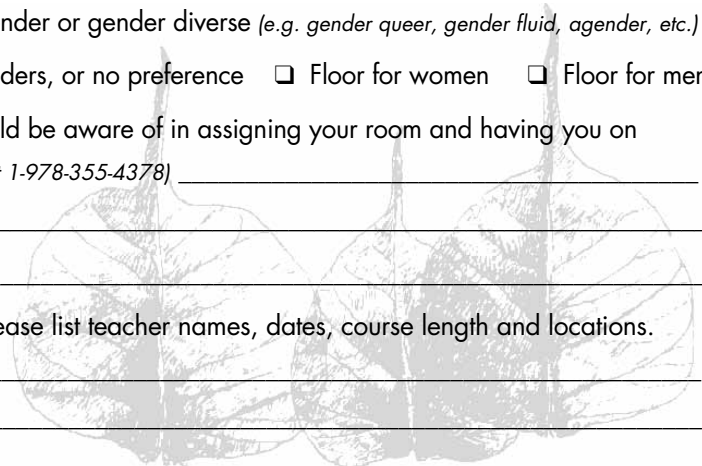 nder or gender diverse (e.g. gender queer, gender fluid, agender, etc.)
ders, or no preference ❑ Floor for women ❑ Floor for mer
ld be aware of in assigning your room and having you on
1-978-355-4378) ________________________________________
ease list teacher names, dates, course length and locations.